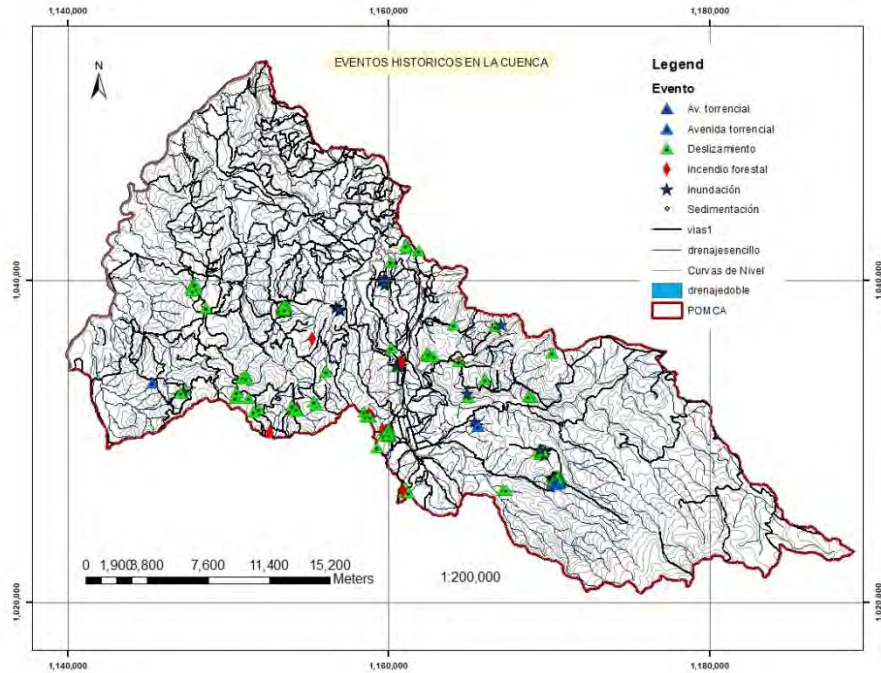 1,140,000 1,160,000 1,180,000
EVENTOS HISTORICOS EN LA CUENCA
N
Legend
Evento
Av. torrencial
Avenida torrencial
Deslizamiento
incendio forestal
inundación
Sedimentación
vias1
drenajesencillo
Curvas de Nivel
drenajedoble
POMCA
1,040,000 1,040,000
0 1,900 3,800 7,600 11,400 15,200
Meters
1:200,000
1,020,000 1,020,000
1,140,000 1,160,000 1,180,000